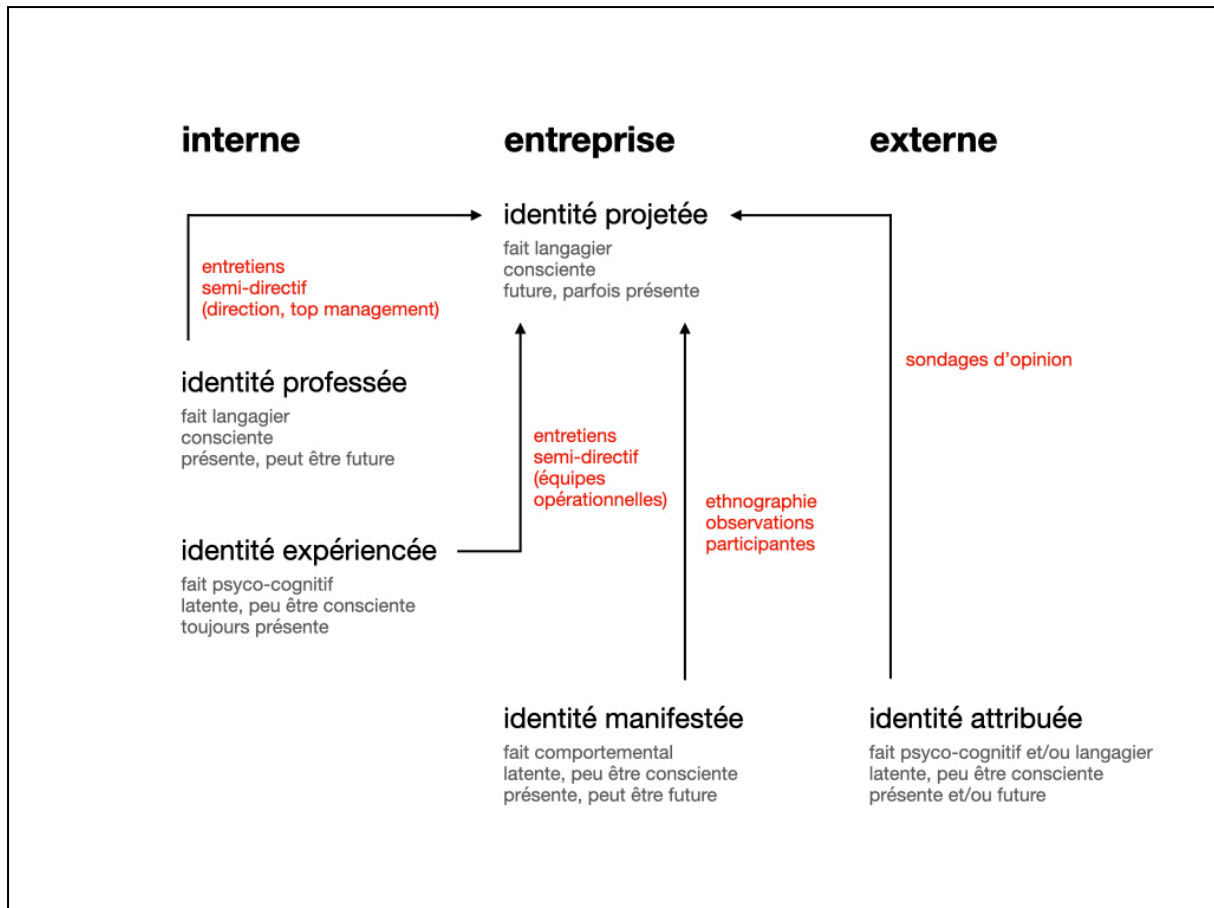 interne
entreprise
externe
identité projetée
fait langagier
consciente
future, parfois présente
entretiens
semi-directif
(direction, top management)
sondages d'opinion
identité professée
fait langagier
consciente
présente, peut être future
entretiens
semi-directif
(équipes
opérationnelles)
ethnographie
observations
participantes
identité expériencée
fait psyco-cognitif
latente, peu être consciente
toujours présente
identité manifestée
fait comportemental
latente, peu être consciente
présente, peut être future
identité attribuée
fait psyco-cognitif et/ou langagier
latente, peu être consciente
présente et/ou future